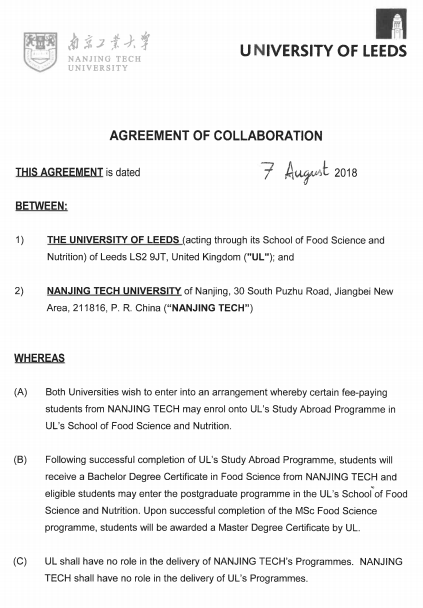 南京工业大学
NANJING TECH
UNIVERSITY
UNIVERSITY OF LEEDS
AGREEMENT OF COLLABORATION
THIS AGREEMENT is dated 7 August 2018
BETWEEN:
1) THE UNIVERSITY OF LEEDS (acting through its School of Food Science and
Nutrition) of Leeds LS2 9JT, United Kingdom ("UL"); and
2) NANJING TECH UNIVERSITY of Nanjing, 30 South Puzhu Road, Jiangbei New
Area, 211816, P. R. China ("NANJING TECH")
WHEREAS
(A) Both Universities wish to enter into an arrangement whereby certain fee-paying
students from NANJING TECH may enrol onto UL's Study Abroad Programme in
UL's School of Food Science and Nutrition.
(B) Following successful completion of UL's Study Abroad Programme, students will
receive a Bachelor Degree Certificate in Food Science from NANJING TECH and
eligible students may enter the postgraduate programme in the UL's School of Food
Science and Nutrition. Upon successful completion of the MSc Food Science
programme, students will be awarded a Master Degree Certificate by UL.
(C) UL shall have no role in the delivery of NANJING TECH's Programmes. NANJING
TECH shall have no role in the delivery of UL's Programmes.